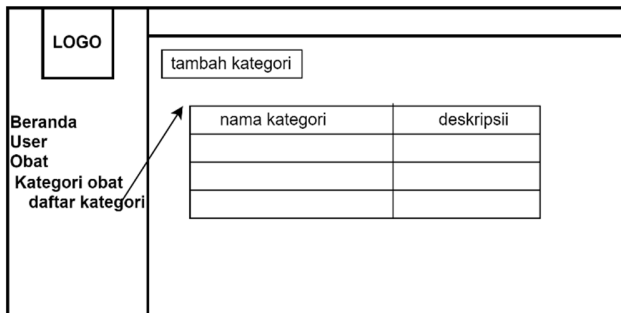 LOGO
tambah kategori
Beranda
User
Obat
Kategori obat
daftar kategori
nama kategori
deskripsii